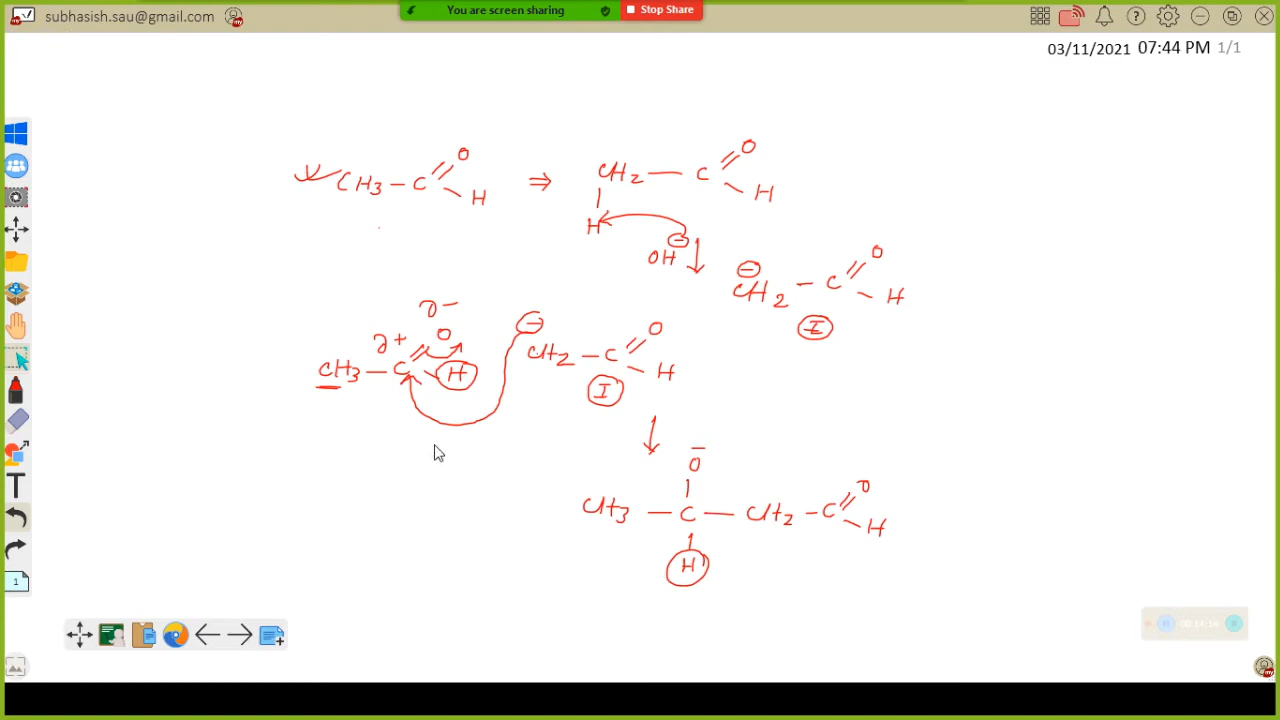 subhasish.sau@gmail.com
You are screen sharing
Stop Share
03/11/2021 07:44 PM 1/1
CH3 – C O H ⇒ CH2 — C O H
H
OH ⊖
⊖ CH2 – C O H
I
∂+ ∂–
CH3 — C O H
⊖ CH2 – C O H
I
O–
CH3 — C — CH2 – C O H
H
T
1